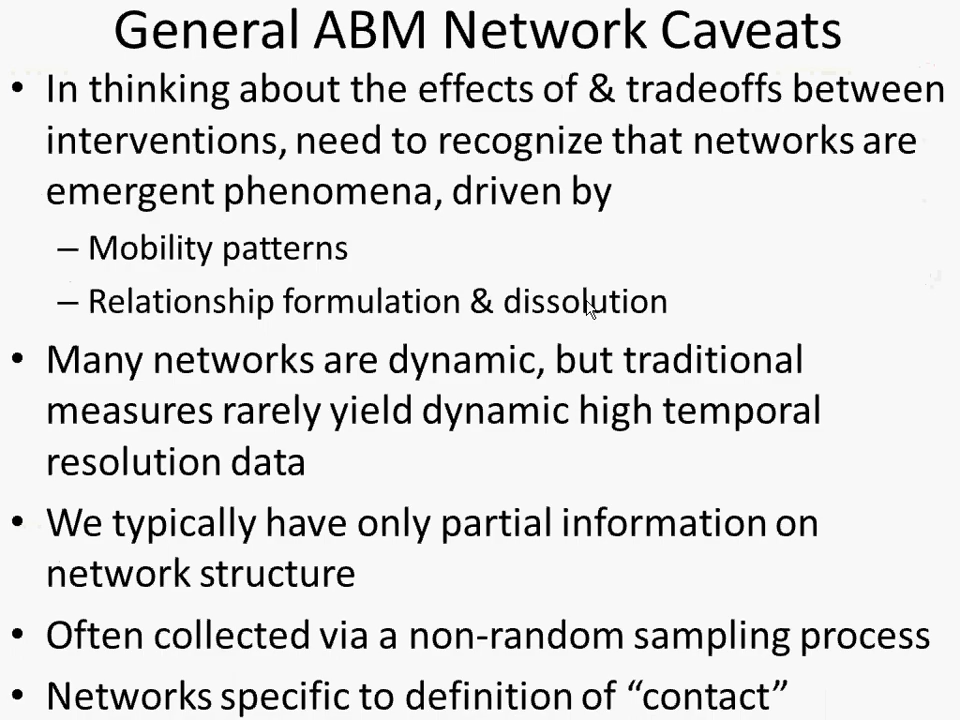 General ABM Network Caveats
• In thinking about the effects of & tradeoffs between
interventions, need to recognize that networks are
emergent phenomena, driven by
– Mobility patterns
– Relationship formulation & dissolution
• Many networks are dynamic, but traditional
measures rarely yield dynamic high temporal
resolution data
• We typically have only partial information on
network structure
• Often collected via a non-random sampling process
• Networks specific to definition of “contact”